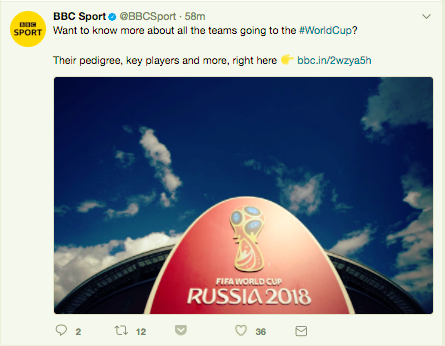 BBC
SPORT
BBC Sport @BBCSport · 58m
Want to know more about all the teams going to the #WorldCup?
Their pedigree, key players and more, right here 👉 bbc.in/2wzya5h
FIFA WORLD CUP
RUSSIA 2018
2 12 36